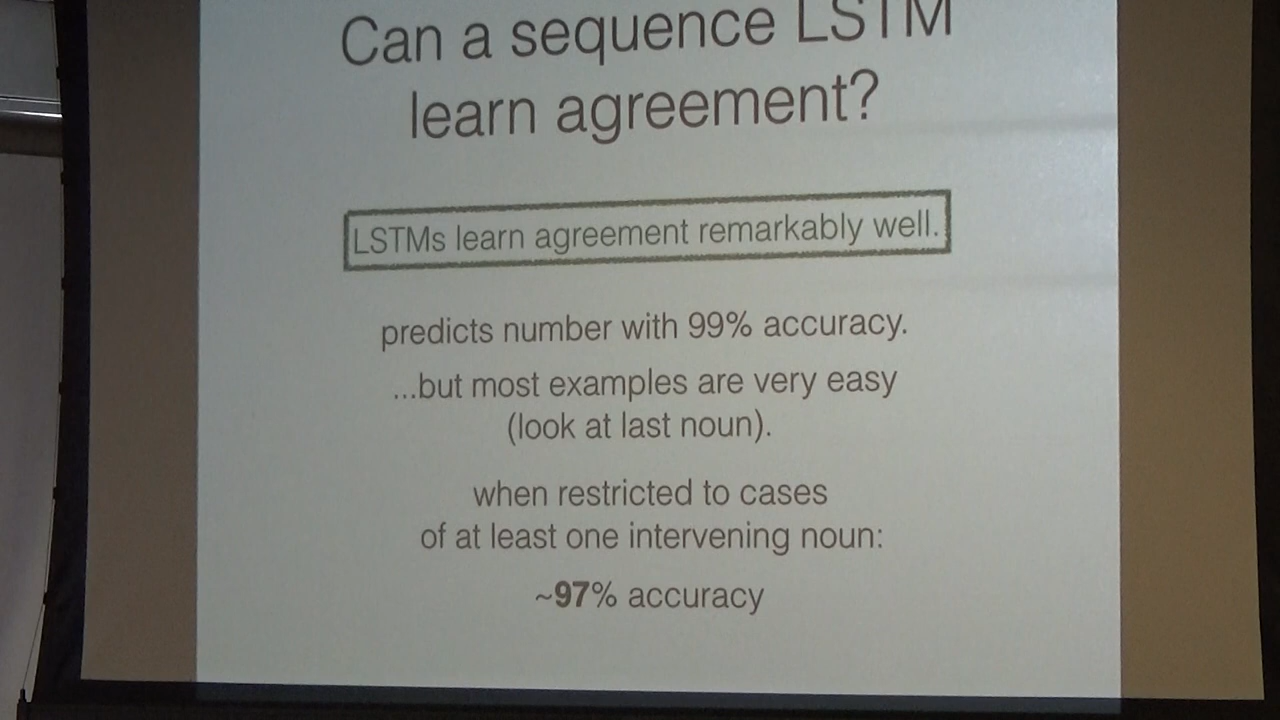 Can a sequence LSTM
learn agreement?
LSTMs learn agreement remarkably well.
predicts number with 99% accuracy.
...but most examples are very easy
(look at last noun).
when restricted to cases
of at least one intervening noun:
~97% accuracy